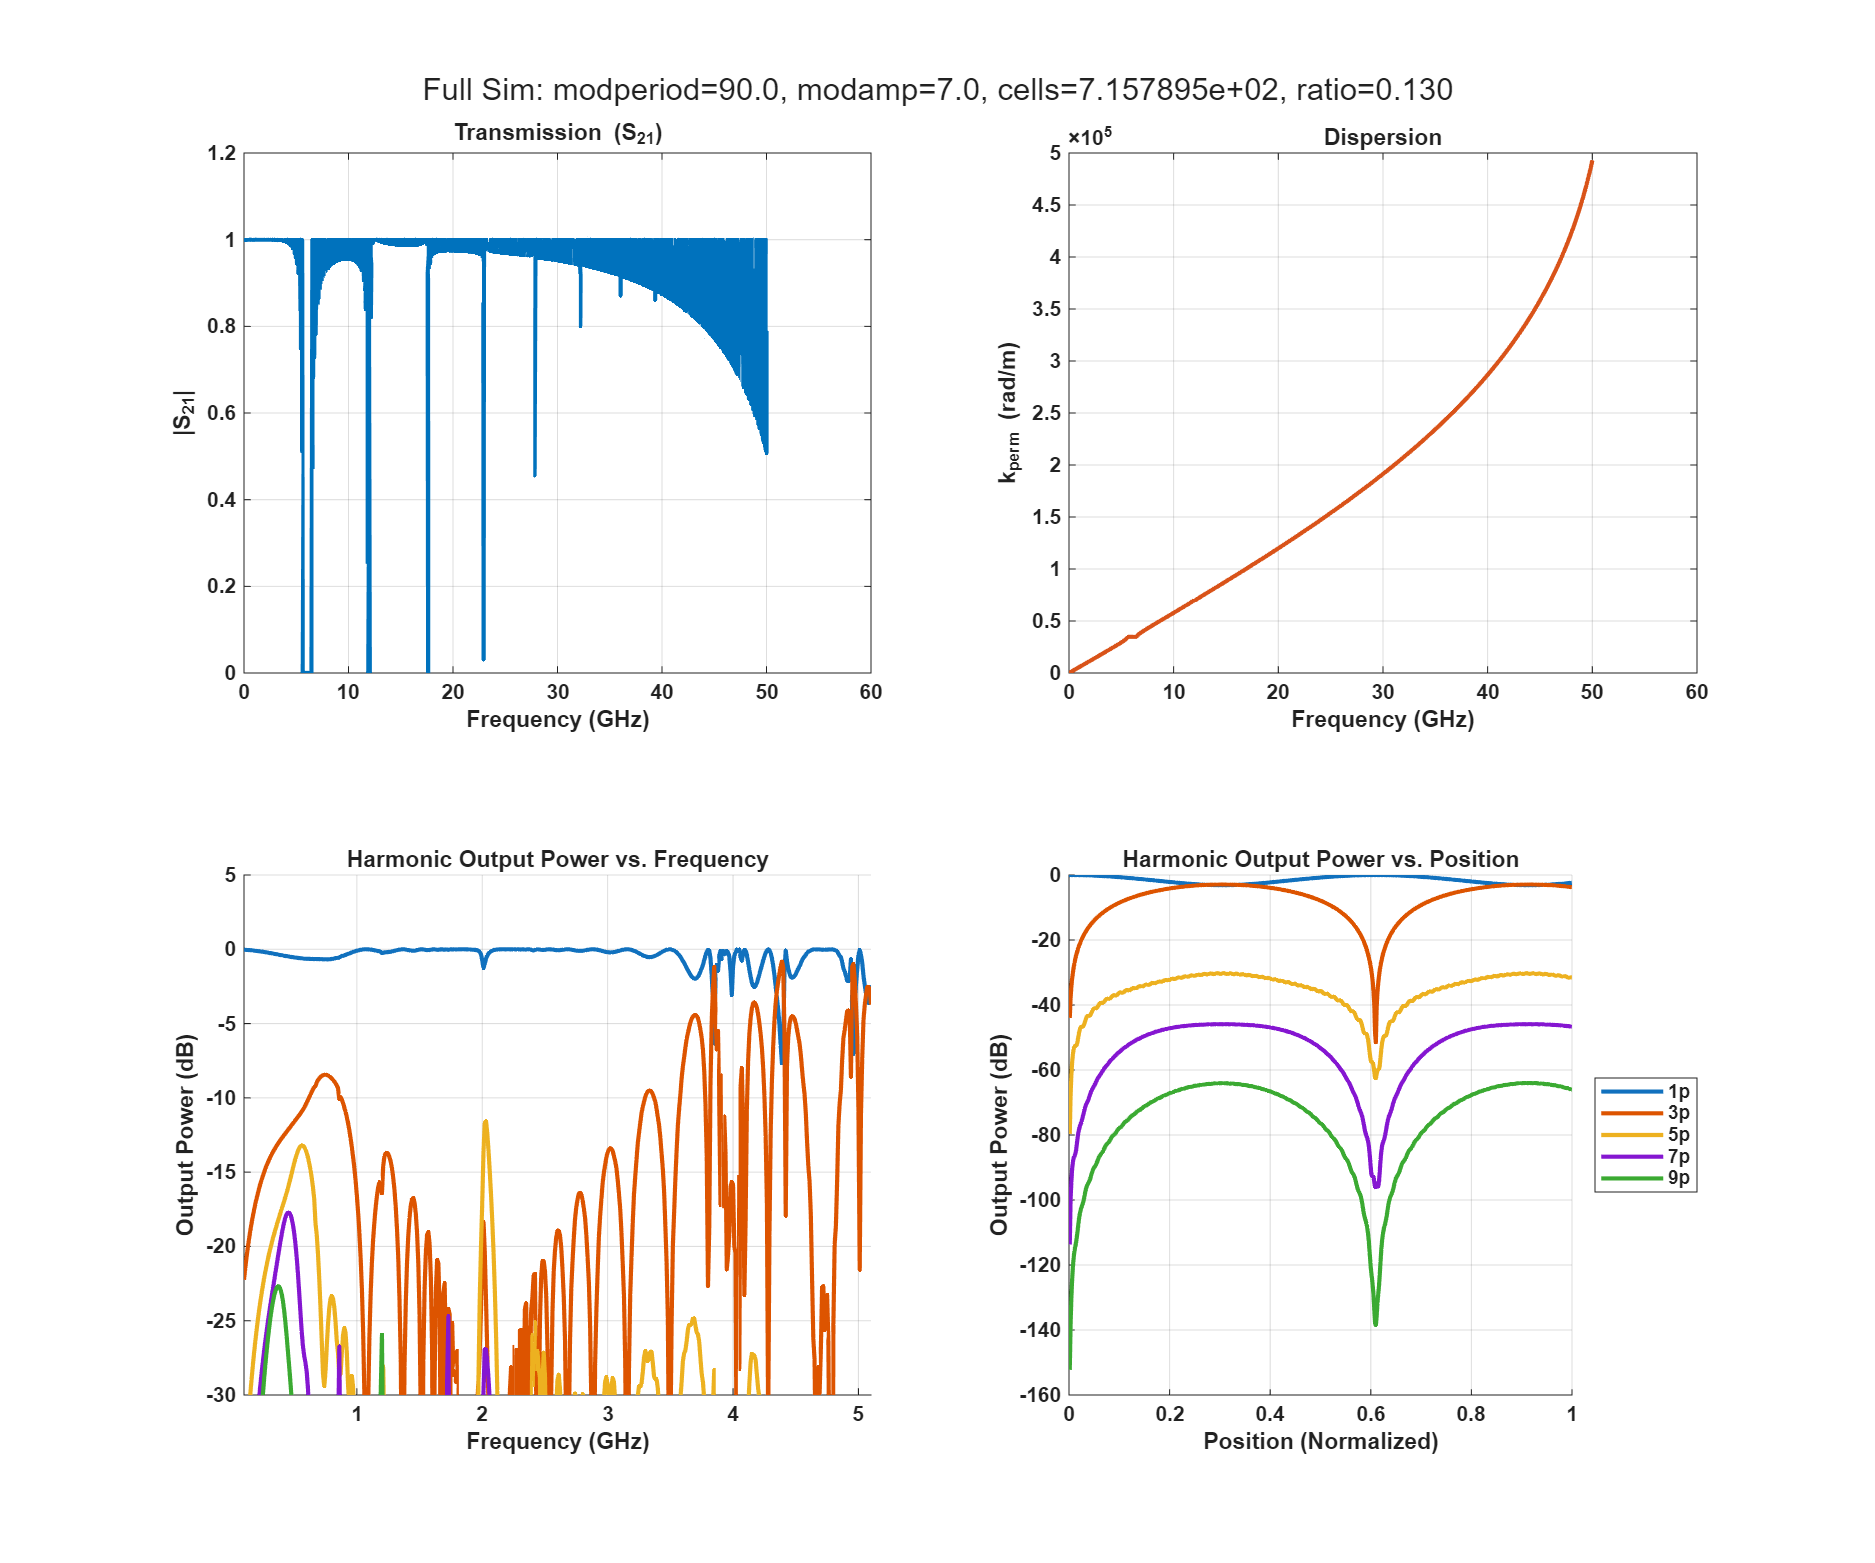 Full Sim: modperiod=90.0, modamp=7.0, cells=7.157895e+02, ratio=0.130
Transmission (S21)
1.2
1
0.8
0.6
0.4
0.2
0
|S21|
0 10 20 30 40 50 60
Frequency (GHz)
×10^5
Dispersion
5
4.5
4
3.5
3
2.5
2
1.5
1
0.5
0
kperm (rad/m)
0 10 20 30 40 50 60
Frequency (GHz)
Harmonic Output Power vs. Frequency
5
0
-5
-10
-15
-20
-25
-30
Output Power (dB)
1 2 3 4 5
Frequency (GHz)
Harmonic Output Power vs. Position
0
-20
-40
-60
-80
-100
-120
-140
-160
Output Power (dB)
0 0.2 0.4 0.6 0.8 1
Position (Normalized)
1p
3p
5p
7p
9p